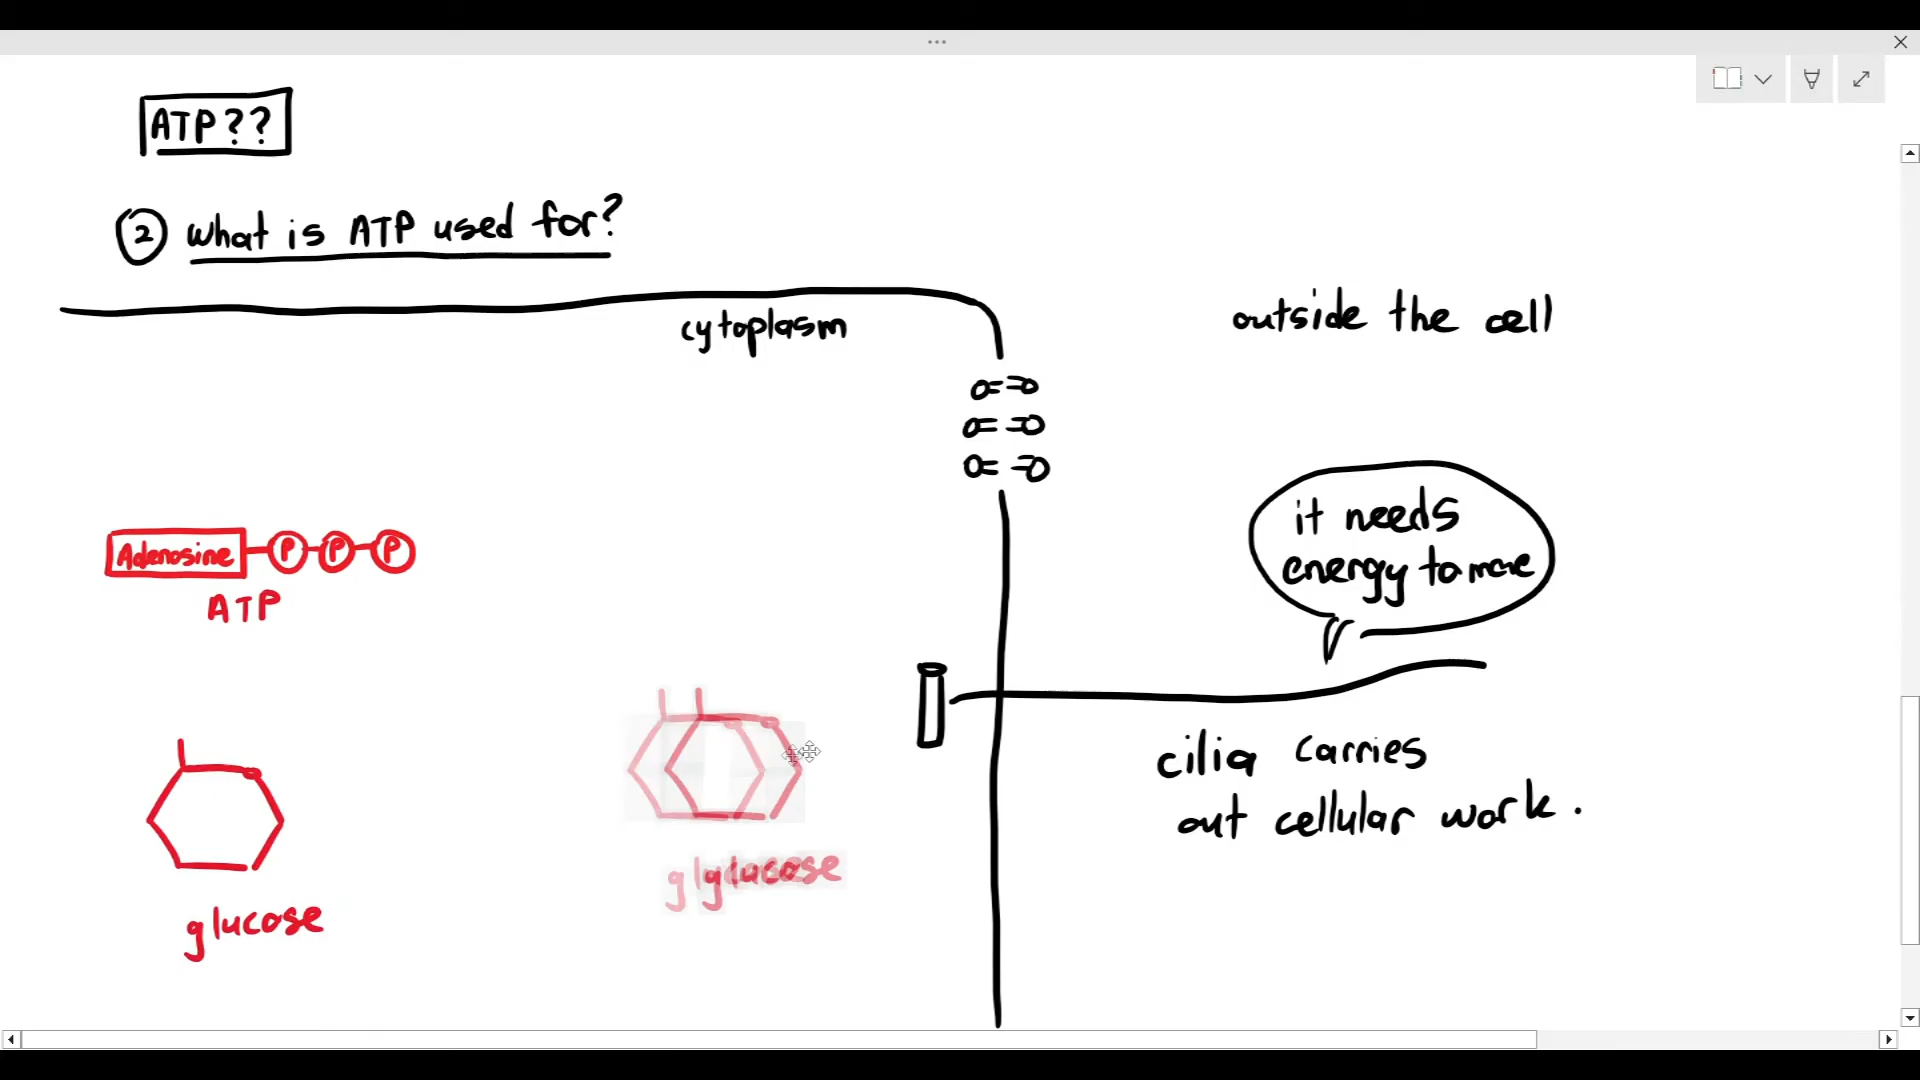 ATP??
② What is ATP used for?
cytoplasm
outside the cell
it needs
energy to move
Adenosine P P P
ATP
cilia carries
out cellular work.
glucose
glucose